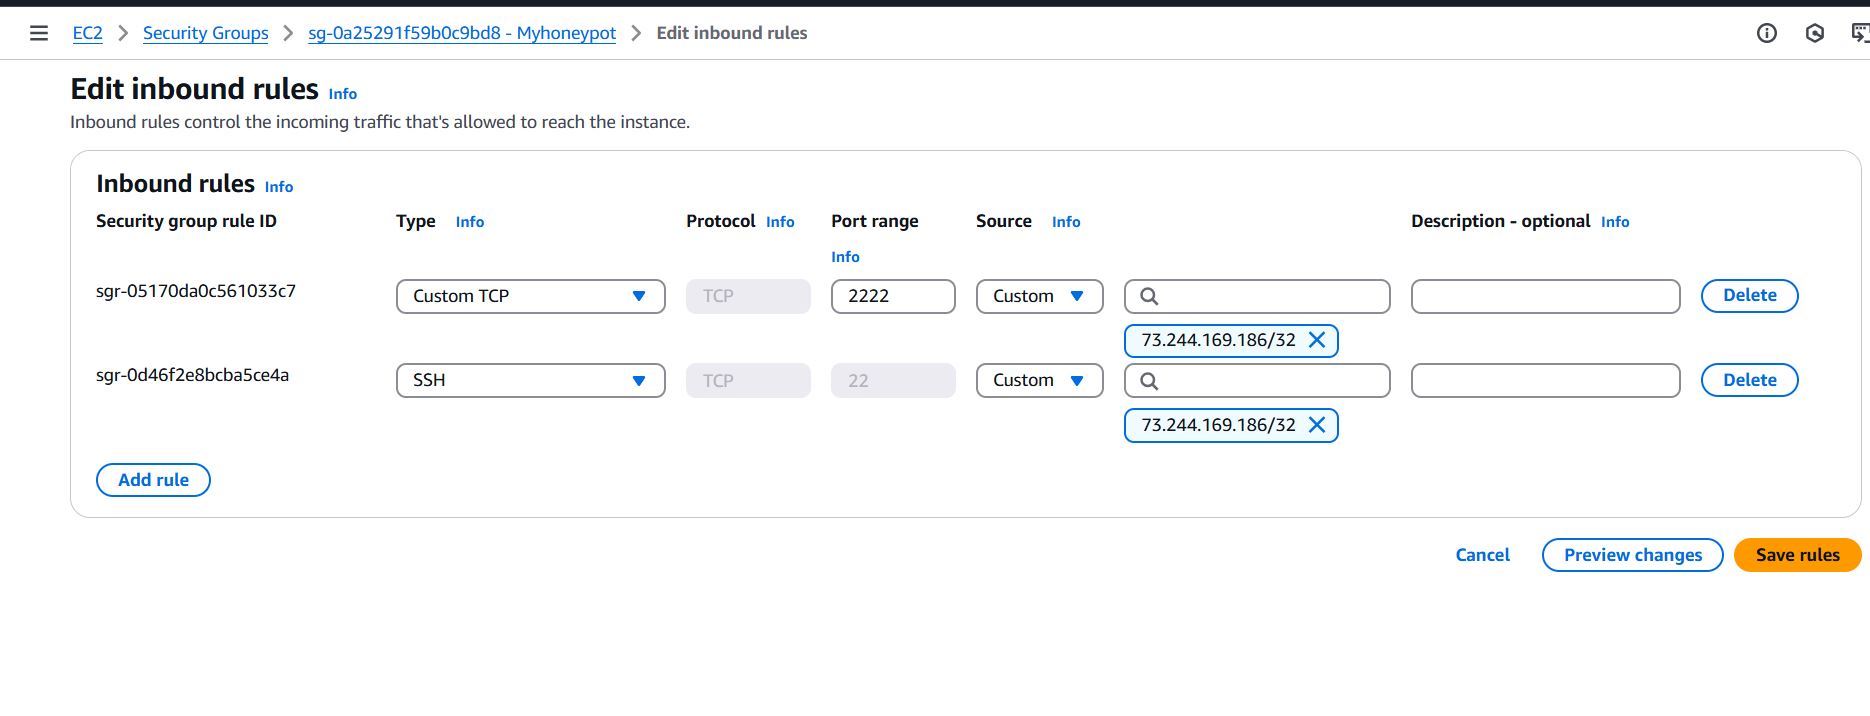 EC2 > Security Groups > sg-0a25291f59b0c9bd8 - Myhoneypot > Edit inbound rules
Edit inbound rules Info
Inbound rules control the incoming traffic that's allowed to reach the instance.
Inbound rules Info
Security group rule ID Type Info Protocol Info Port range Source Info Description - optional Info
Info
sgr-05170da0c561033c7 Custom TCP TCP 2222 Custom Delete
73.244.169.186/32
sgr-0d46f2e8bcba5ce4a SSH TCP 22 Custom Delete
73.244.169.186/32
Add rule
Cancel Preview changes Save rules